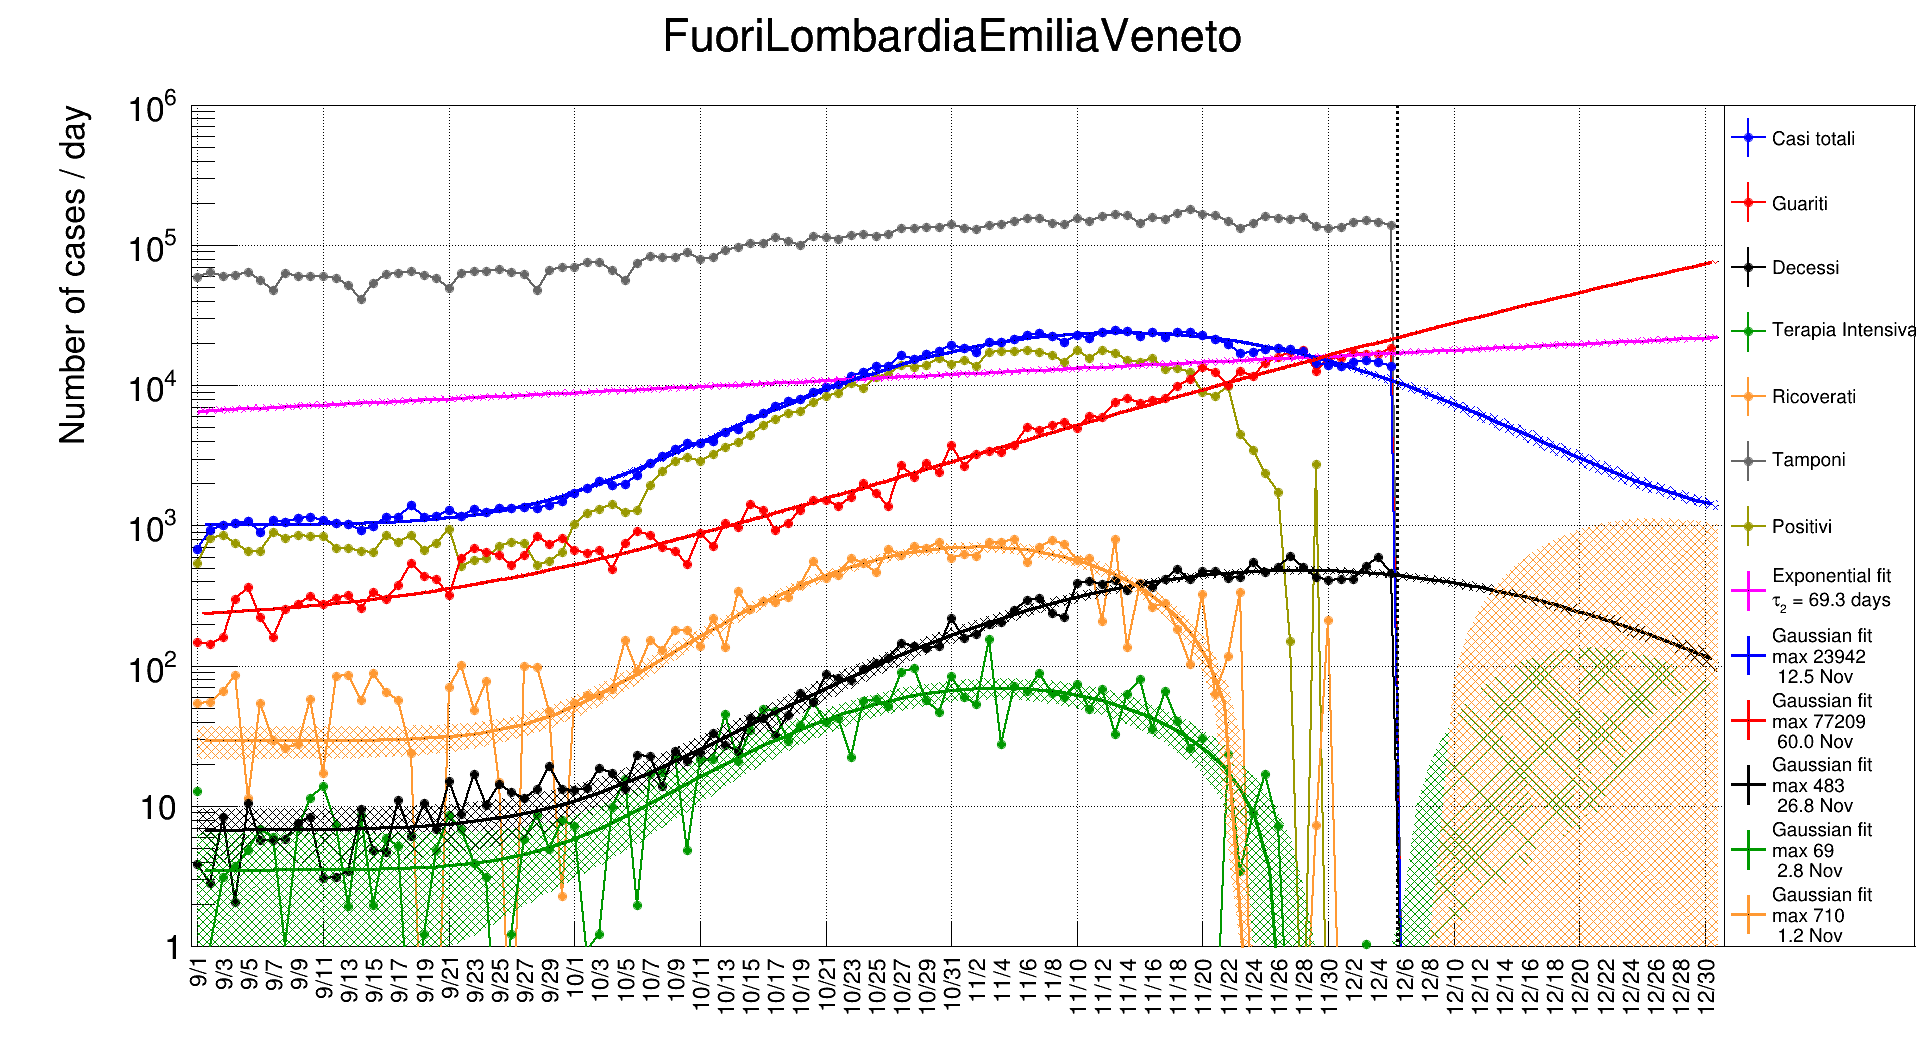 FuoriLombardiaEmiliaVeneto
Number of cases / day
10^6
10^5
10^4
10^3
10^2
10
1
9/1 9/3 9/5 9/7 9/9 9/11 9/13 9/15 9/17 9/19 9/21 9/23 9/25 9/27 9/29 10/1 10/3 10/5 10/7 10/9 10/11 10/13 10/15 10/17 10/19 10/21 10/23 10/25 10/27 10/29 10/31 11/2 11/4 11/6 11/8 11/10 11/12 11/14 11/16 11/18 11/20 11/22 11/24 11/26 11/28 11/30 12/2 12/4 12/6 12/8 12/10 12/12 12/14 12/16 12/18 12/20 12/22 12/24 12/26 12/28 12/30
Casi totali
Guariti
Decessi
Terapia Intensiva
Ricoverati
Tamponi
Positivi
Exponential fit
τ2 = 69.3 days
Gaussian fit
max 23942
12.5 Nov
Gaussian fit
max 77209
60.0 Nov
Gaussian fit
max 483
26.8 Nov
Gaussian fit
max 69
2.8 Nov
Gaussian fit
max 710
1.2 Nov